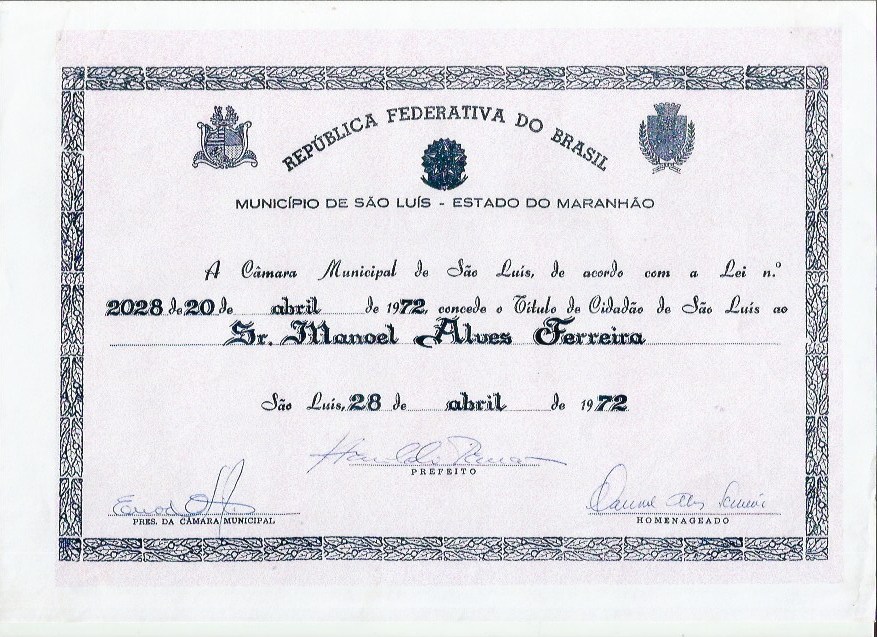 REPÚBLICA FEDERATIVA DO BRASIL
MUNICÍPIO DE SÃO LUÍS - ESTADO DO MARANHÃO
A Câmara Municipal de São Luís, de acordo com a Lei n.º
2028 de 20 de abril de 1972, concede o Título de Cidadão de São Luís ao
Sr. Manoel Alves Ferreira
São Luís, 28 de abril de 1972
PREFEITO
PRES. DA CÂMARA MUNICIPAL
HOMENAGEADO